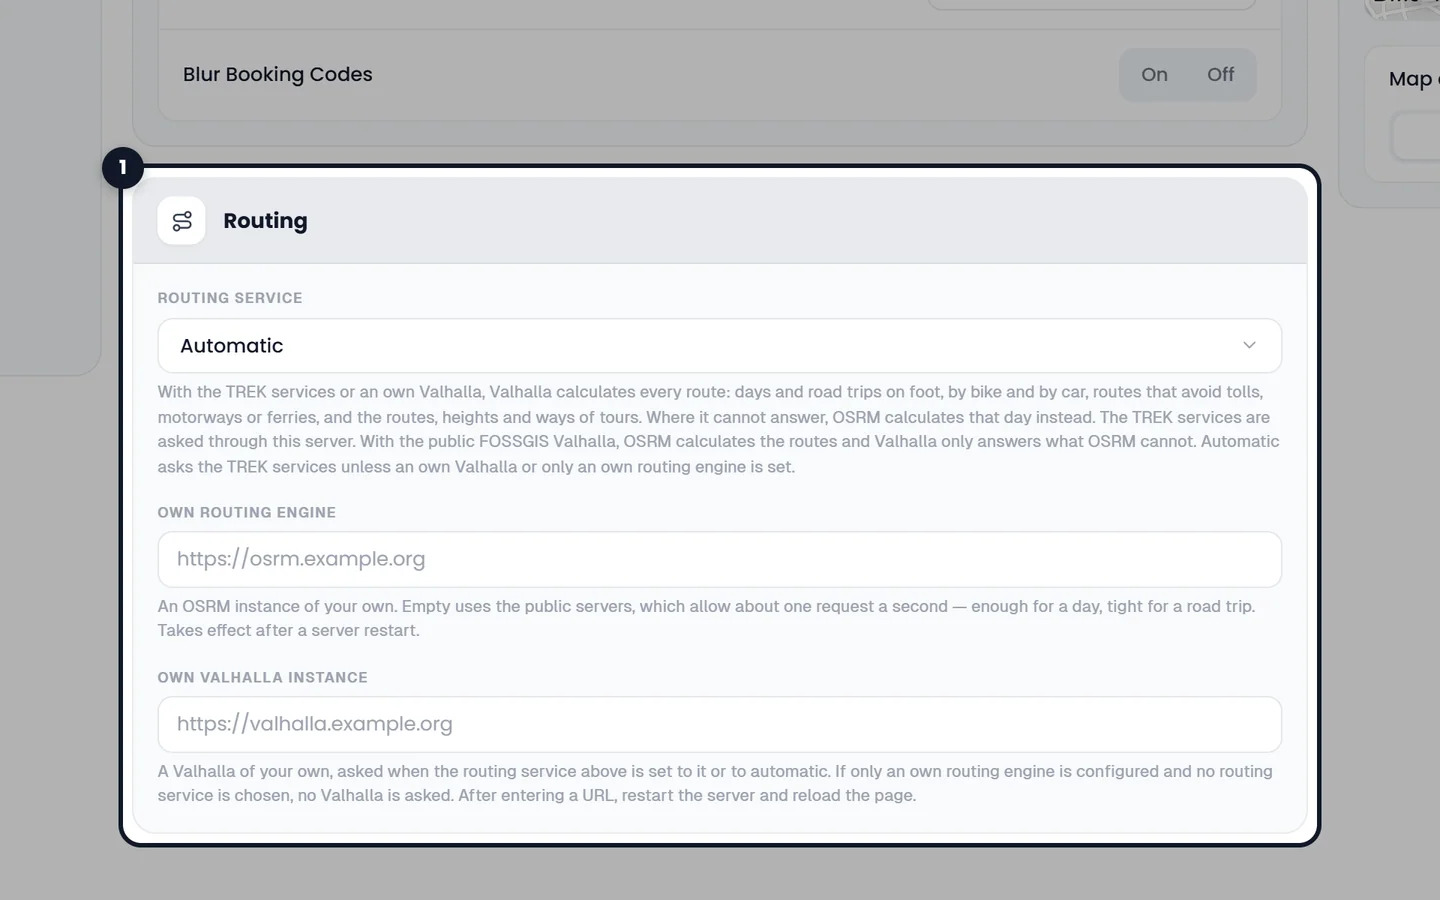 Blur Booking Codes
On
Off
Map
1
Routing
ROUTING SERVICE
Automatic
With the TREK services or an own Valhalla, Valhalla calculates every route: days and road trips on foot, by bike and by car, routes that avoid tolls,
motorways or ferries, and the routes, heights and ways of tours. Where it cannot answer, OSRM calculates that day instead. The TREK services are
asked through this server. With the public FOSSGIS Valhalla, OSRM calculates the routes and Valhalla only answers what OSRM cannot. Automatic
asks the TREK services unless an own Valhalla or only an own routing engine is set.
OWN ROUTING ENGINE
https://osrm.example.org
An OSRM instance of your own. Empty uses the public servers, which allow about one request a second — enough for a day, tight for a road trip.
Takes effect after a server restart.
OWN VALHALLA INSTANCE
https://valhalla.example.org
A Valhalla of your own, asked when the routing service above is set to it or to automatic. If only an own routing engine is configured and no routing
service is chosen, no Valhalla is asked. After entering a URL, restart the server and reload the page.